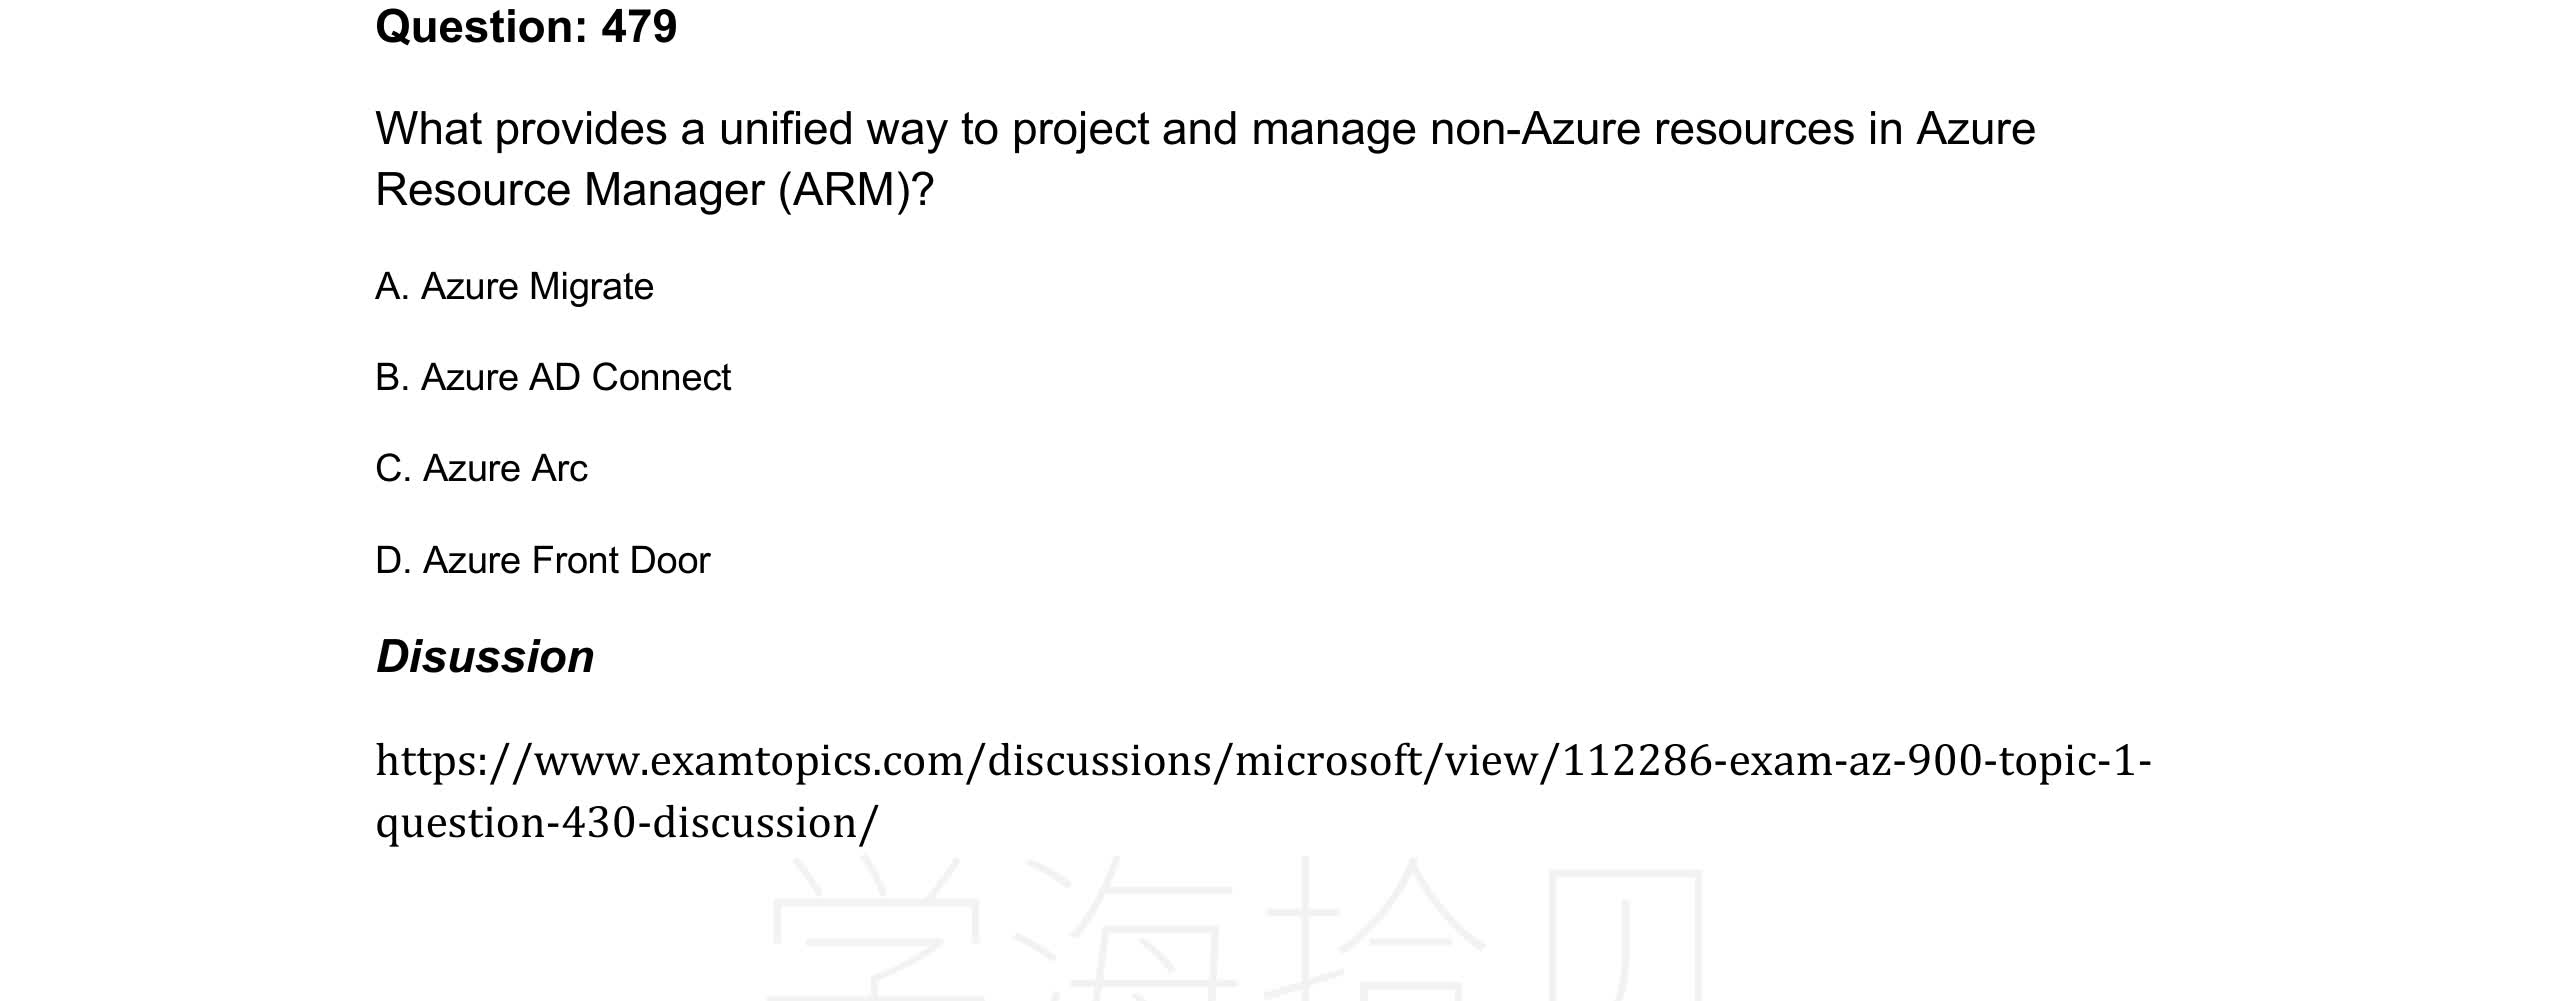 Question: 479
What provides a unified way to project and manage non-Azure resources in Azure
Resource Manager (ARM)?
A. Azure Migrate
B. Azure AD Connect
C. Azure Arc
D. Azure Front Door
Disussion
https://www.examtopics.com/discussions/microsoft/view/112286-exam-az-900-topic-1-
question-430-discussion/
学海拾贝